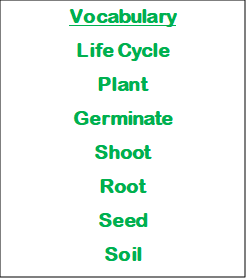 Vocabulary
Life Cycle
Plant
Germinate
Shoot
Root
Seed
Soil